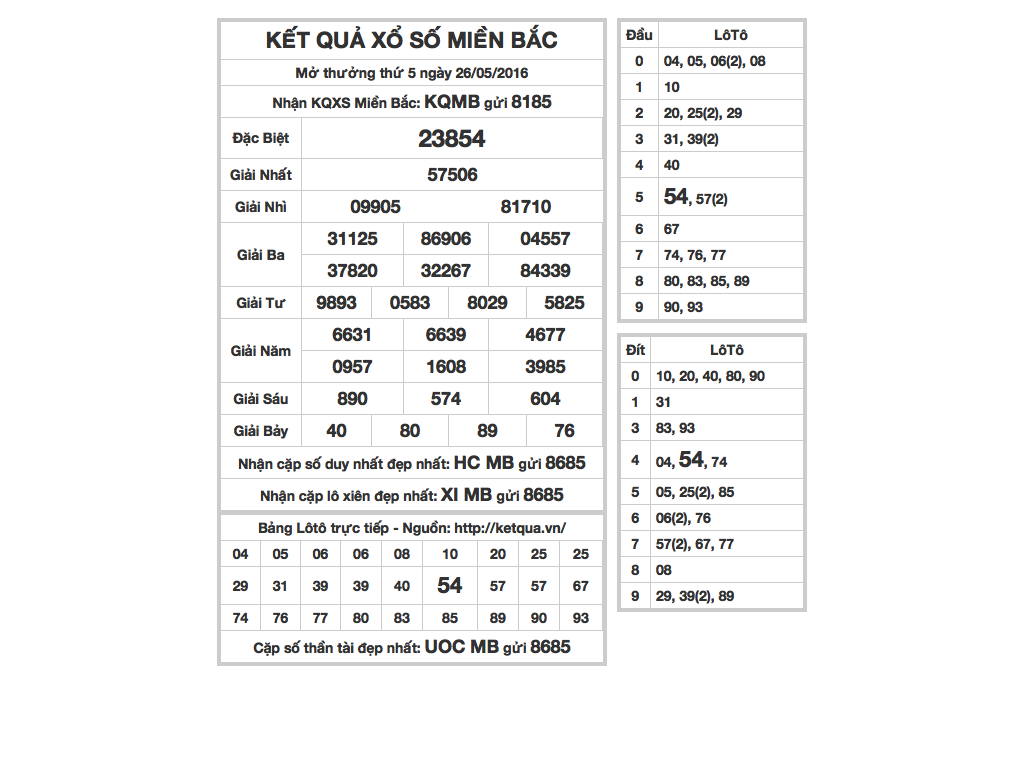 KẾT QUẢ XỔ SỐ MIỀN BẮC
Mở thưởng thứ 5 ngày 26/05/2016
Nhận KQXS Miền Bắc: KQMB gửi 8185
Đặc Biệt 23854
Giải Nhất 57506
Giải Nhì 09905 81710
Giải Ba 31125 86906 04557
37820 32267 84339
Giải Tư 9893 0583 8029 5825
Giải Năm 6631 6639 4677
0957 1608 3985
Giải Sáu 890 574 604
Giải Bảy 40 80 89 76
Nhận cặp số duy nhất đẹp nhất: HC MB gửi 8685
Nhận cặp lô xiên đẹp nhất: XI MB gửi 8685
Bảng Lôtô trực tiếp - Nguồn: http://ketqua.vn/
04 05 06 06 08 10 20 25 25
29 31 39 39 40 54 57 57 67
74 76 77 80 83 85 89 90 93
Cặp số thần tài đẹp nhất: UOC MB gửi 8685
Đầu LôTô
0 04, 05, 06(2), 08
1 10
2 20, 25(2), 29
3 31, 39(2)
4 40
5 54, 57(2)
6 67
7 74, 76, 77
8 80, 83, 85, 89
9 90, 93
Đít LôTô
0 10, 20, 40, 80, 90
1 31
3 83, 93
4 04, 54, 74
5 05, 25(2), 85
6 06(2), 76
7 57(2), 67, 77
8 08
9 29, 39(2), 89